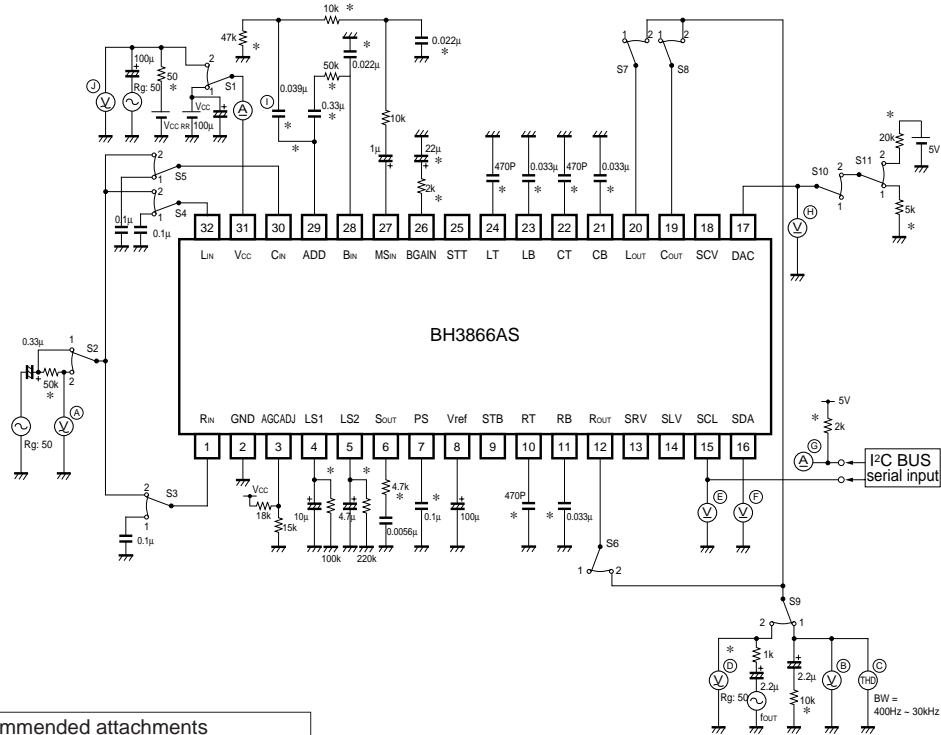 10k *
47k
*
0.022μ
*
*
0.022μ
100μ
J
V
Rg: 50
50
*
2
1
S1
Vcc
VCC RR
100μ
A
0.039μ
I
*
50k
*
0.33μ
*
*
10k
1μ
22μ
*
2k
*
470P
*
0.033μ
*
470P
*
0.033μ
*
1 2
S7
1 2
S8
*
20k
5V
S10
2
1
S11
2
1
5k
*
H
V
2
1
S5
2
1
S4
0.1μ
0.1μ
32 31 30 29 28 27 26 25 24 23 22 21 20 19 18 17
LIN VCC CIN ADD BIN MSIN BGAIN STT LT LB CT CB LOUT COUT SCV DAC
BH3866AS
RIN GND AGCADJ LS1 LS2 SOUT PS Vref STB RT RB ROUT SRV SLV SCL SDA
1 2 3 4 5 6 7 8 9 10 11 12 13 14 15 16
0.33μ
1
2
S2
50k
*
A
V
Rg: 50
2
1
S3
0.1μ
Vcc
18k
15k
10μ
*
100k
4.7μ
*
220k
4.7k
*
0.0056μ
0.1μ
*
100μ
470P
*
*
0.033μ
S6
1 2
E
V
F
V
5V
*
2k
G
A
I²C BUS
serial input
S9
2 1
*
D
V
1k
2.2μ
Rg: 50
fOUT
2.2μ
10k
*
B
V
C
THD
BW =
400Hz ~ 30kHz
mmended attachments